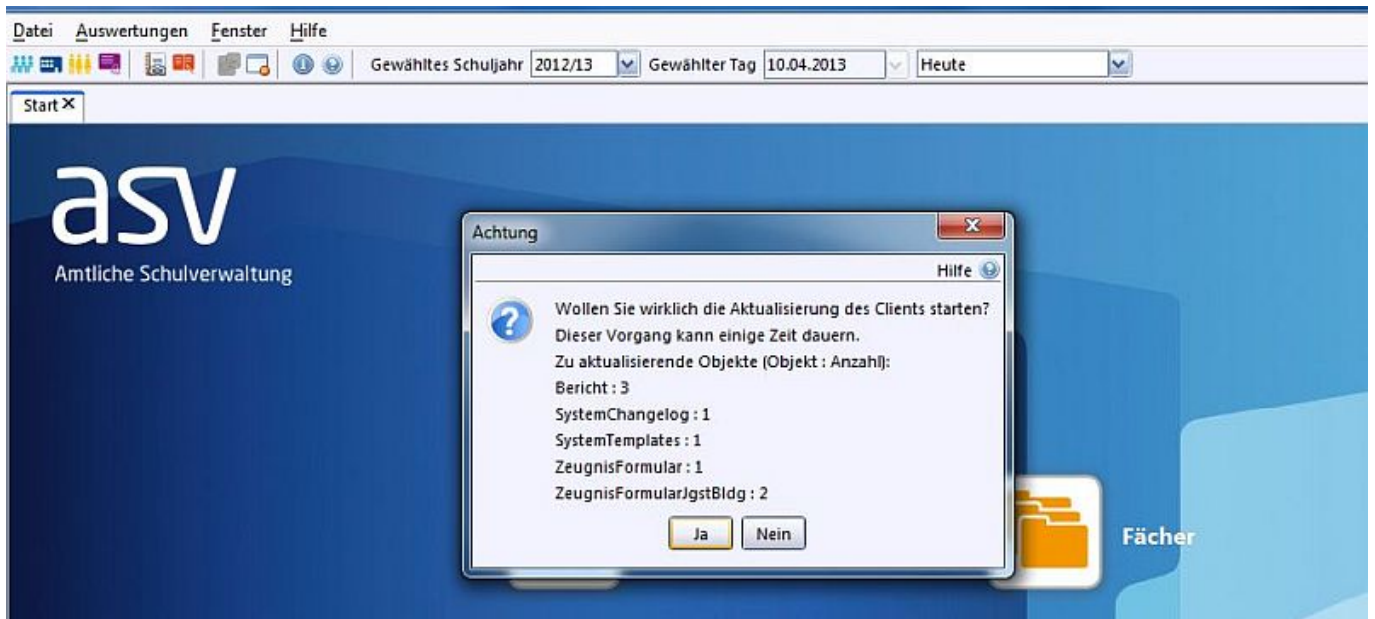 Datei Auswertungen Fenster Hilfe
Gewähltes Schuljahr 2012/13 Gewählter Tag 10.04.2013 Heute
Start
asv
Amtliche Schulverwaltung
Achtung
Hilfe
Wollen Sie wirklich die Aktualisierung des Clients starten?
Dieser Vorgang kann einige Zeit dauern.
Zu aktualisierende Objekte (Objekt : Anzahl):
Bericht : 3
SystemChangelog : 1
SystemTemplates : 1
ZeugnisFormular : 1
ZeugnisFormularJgstBldg : 2
Ja Nein
Fächer